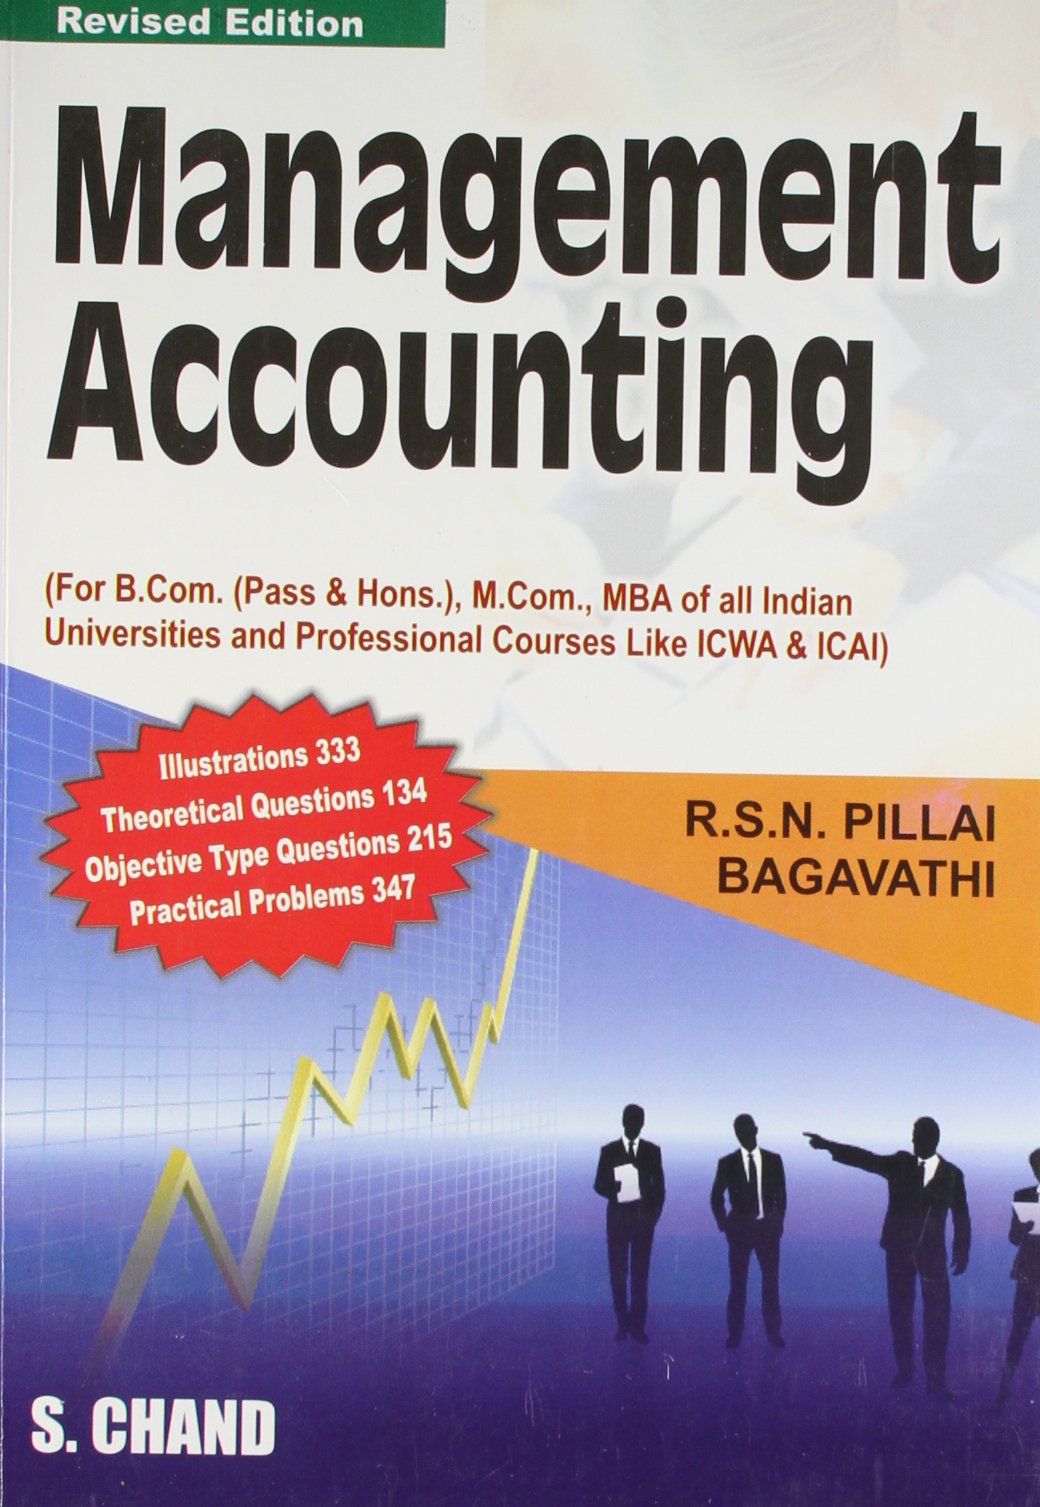 Revised Edition
Management
Accounting
(For B.Com. (Pass & Hons.), M.Com., MBA of all Indian
Universities and Professional Courses Like ICWA & ICAI)
Illustrations 333
Theoretical Questions 134
Objective Type Questions 215
Practical Problems 347
R.S.N. PILLAI
BAGAVATHI
S. CHAND